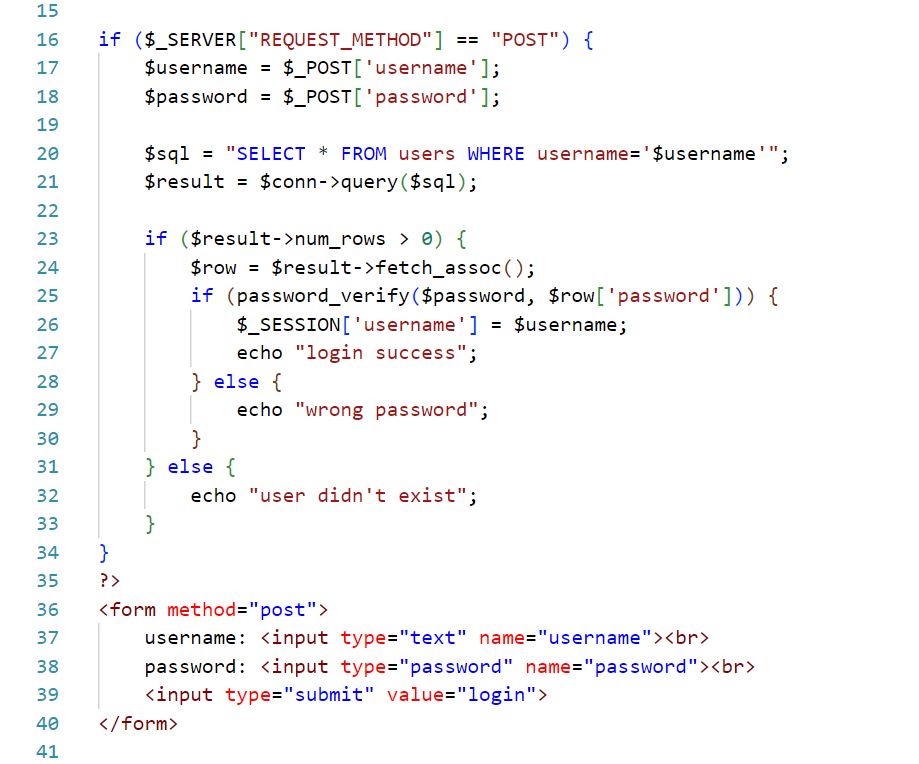 15
16 if ($_SERVER["REQUEST_METHOD"] == "POST") {
17     $username = $_POST['username'];
18     $password = $_POST['password'];
19
20     $sql = "SELECT * FROM users WHERE username='$username'";
21     $result = $conn->query($sql);
22
23     if ($result->num_rows > 0) {
24         $row = $result->fetch_assoc();
25         if (password_verify($password, $row['password'])) {
26             $_SESSION['username'] = $username;
27             echo "login success";
28         } else {
29             echo "wrong password";
30         }
31     } else {
32         echo "user didn't exist";
33     }
34 }
35 ?>
36 <form method="post">
37     username: <input type="text" name="username"><br>
38     password: <input type="password" name="password"><br>
39     <input type="submit" value="login">
40 </form>
41